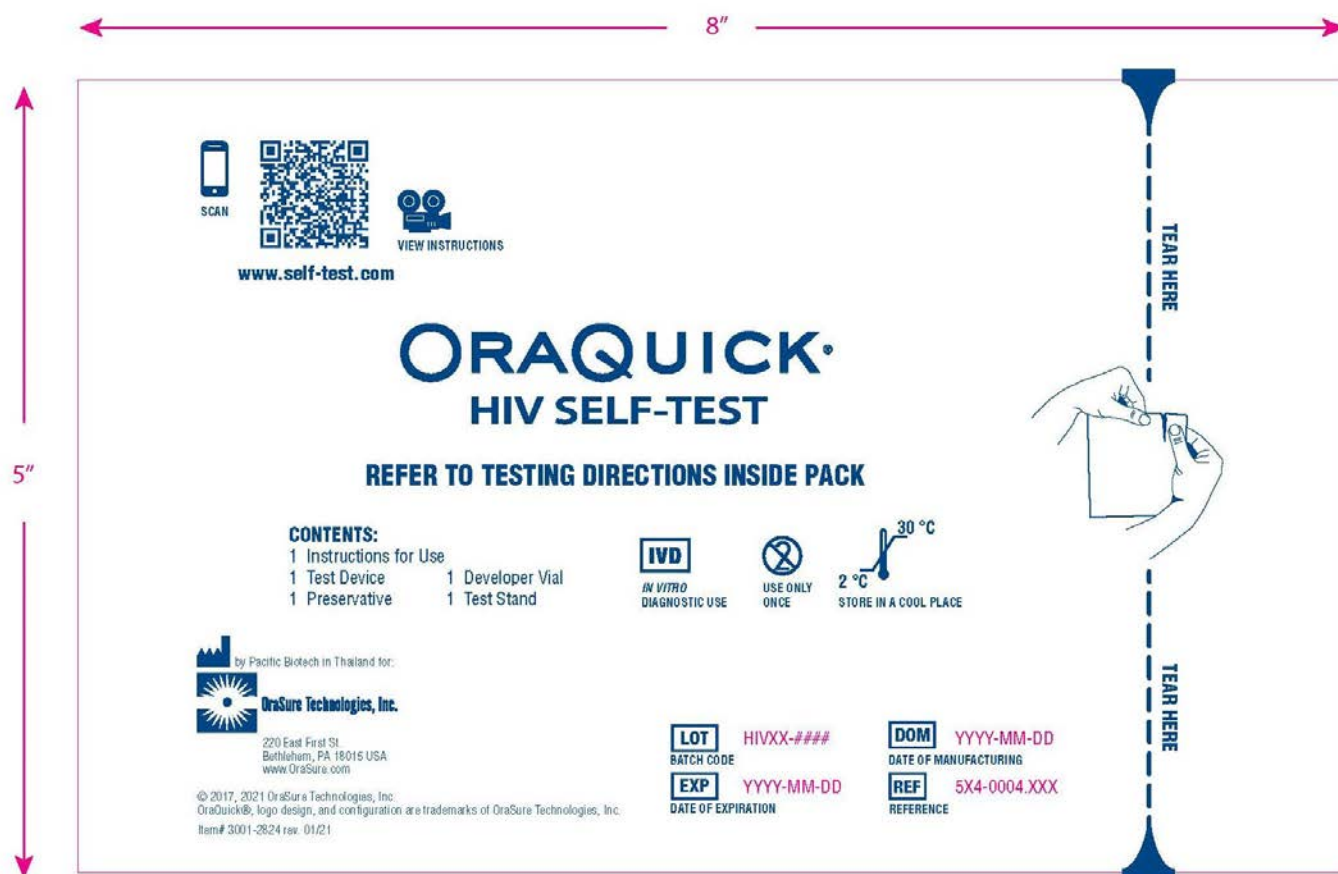 8"
5"
SCAN
VIEW INSTRUCTIONS
www.self-test.com
ORAQUICK®
HIV SELF-TEST
REFER TO TESTING DIRECTIONS INSIDE PACK
CONTENTS:
1 Instructions for Use
1 Test Device 1 Developer Vial
1 Preservative 1 Test Stand
IVD
IN VITRO
DIAGNOSTIC USE
2
USE ONLY
ONCE
30 °C
2 °C
STORE IN A COOL PLACE
by Pacific Biotech in Thailand for:
OraSure Technologies, Inc.
220 East First St.
Bethlehem, PA 18015 USA
www.OraSure.com
© 2017, 2021 OraSure Technologies, Inc.
OraQuick®, logo design, and configuration are trademarks of OraSure Technologies, Inc.
Item# 3001-2824 rev. 01/21
LOT HIVXX-####
BATCH CODE
EXP YYYY-MM-DD
DATE OF EXPIRATION
DOM YYYY-MM-DD
DATE OF MANUFACTURING
REF 5X4-0004.XXX
REFERENCE
TEAR HERE
TEAR HERE